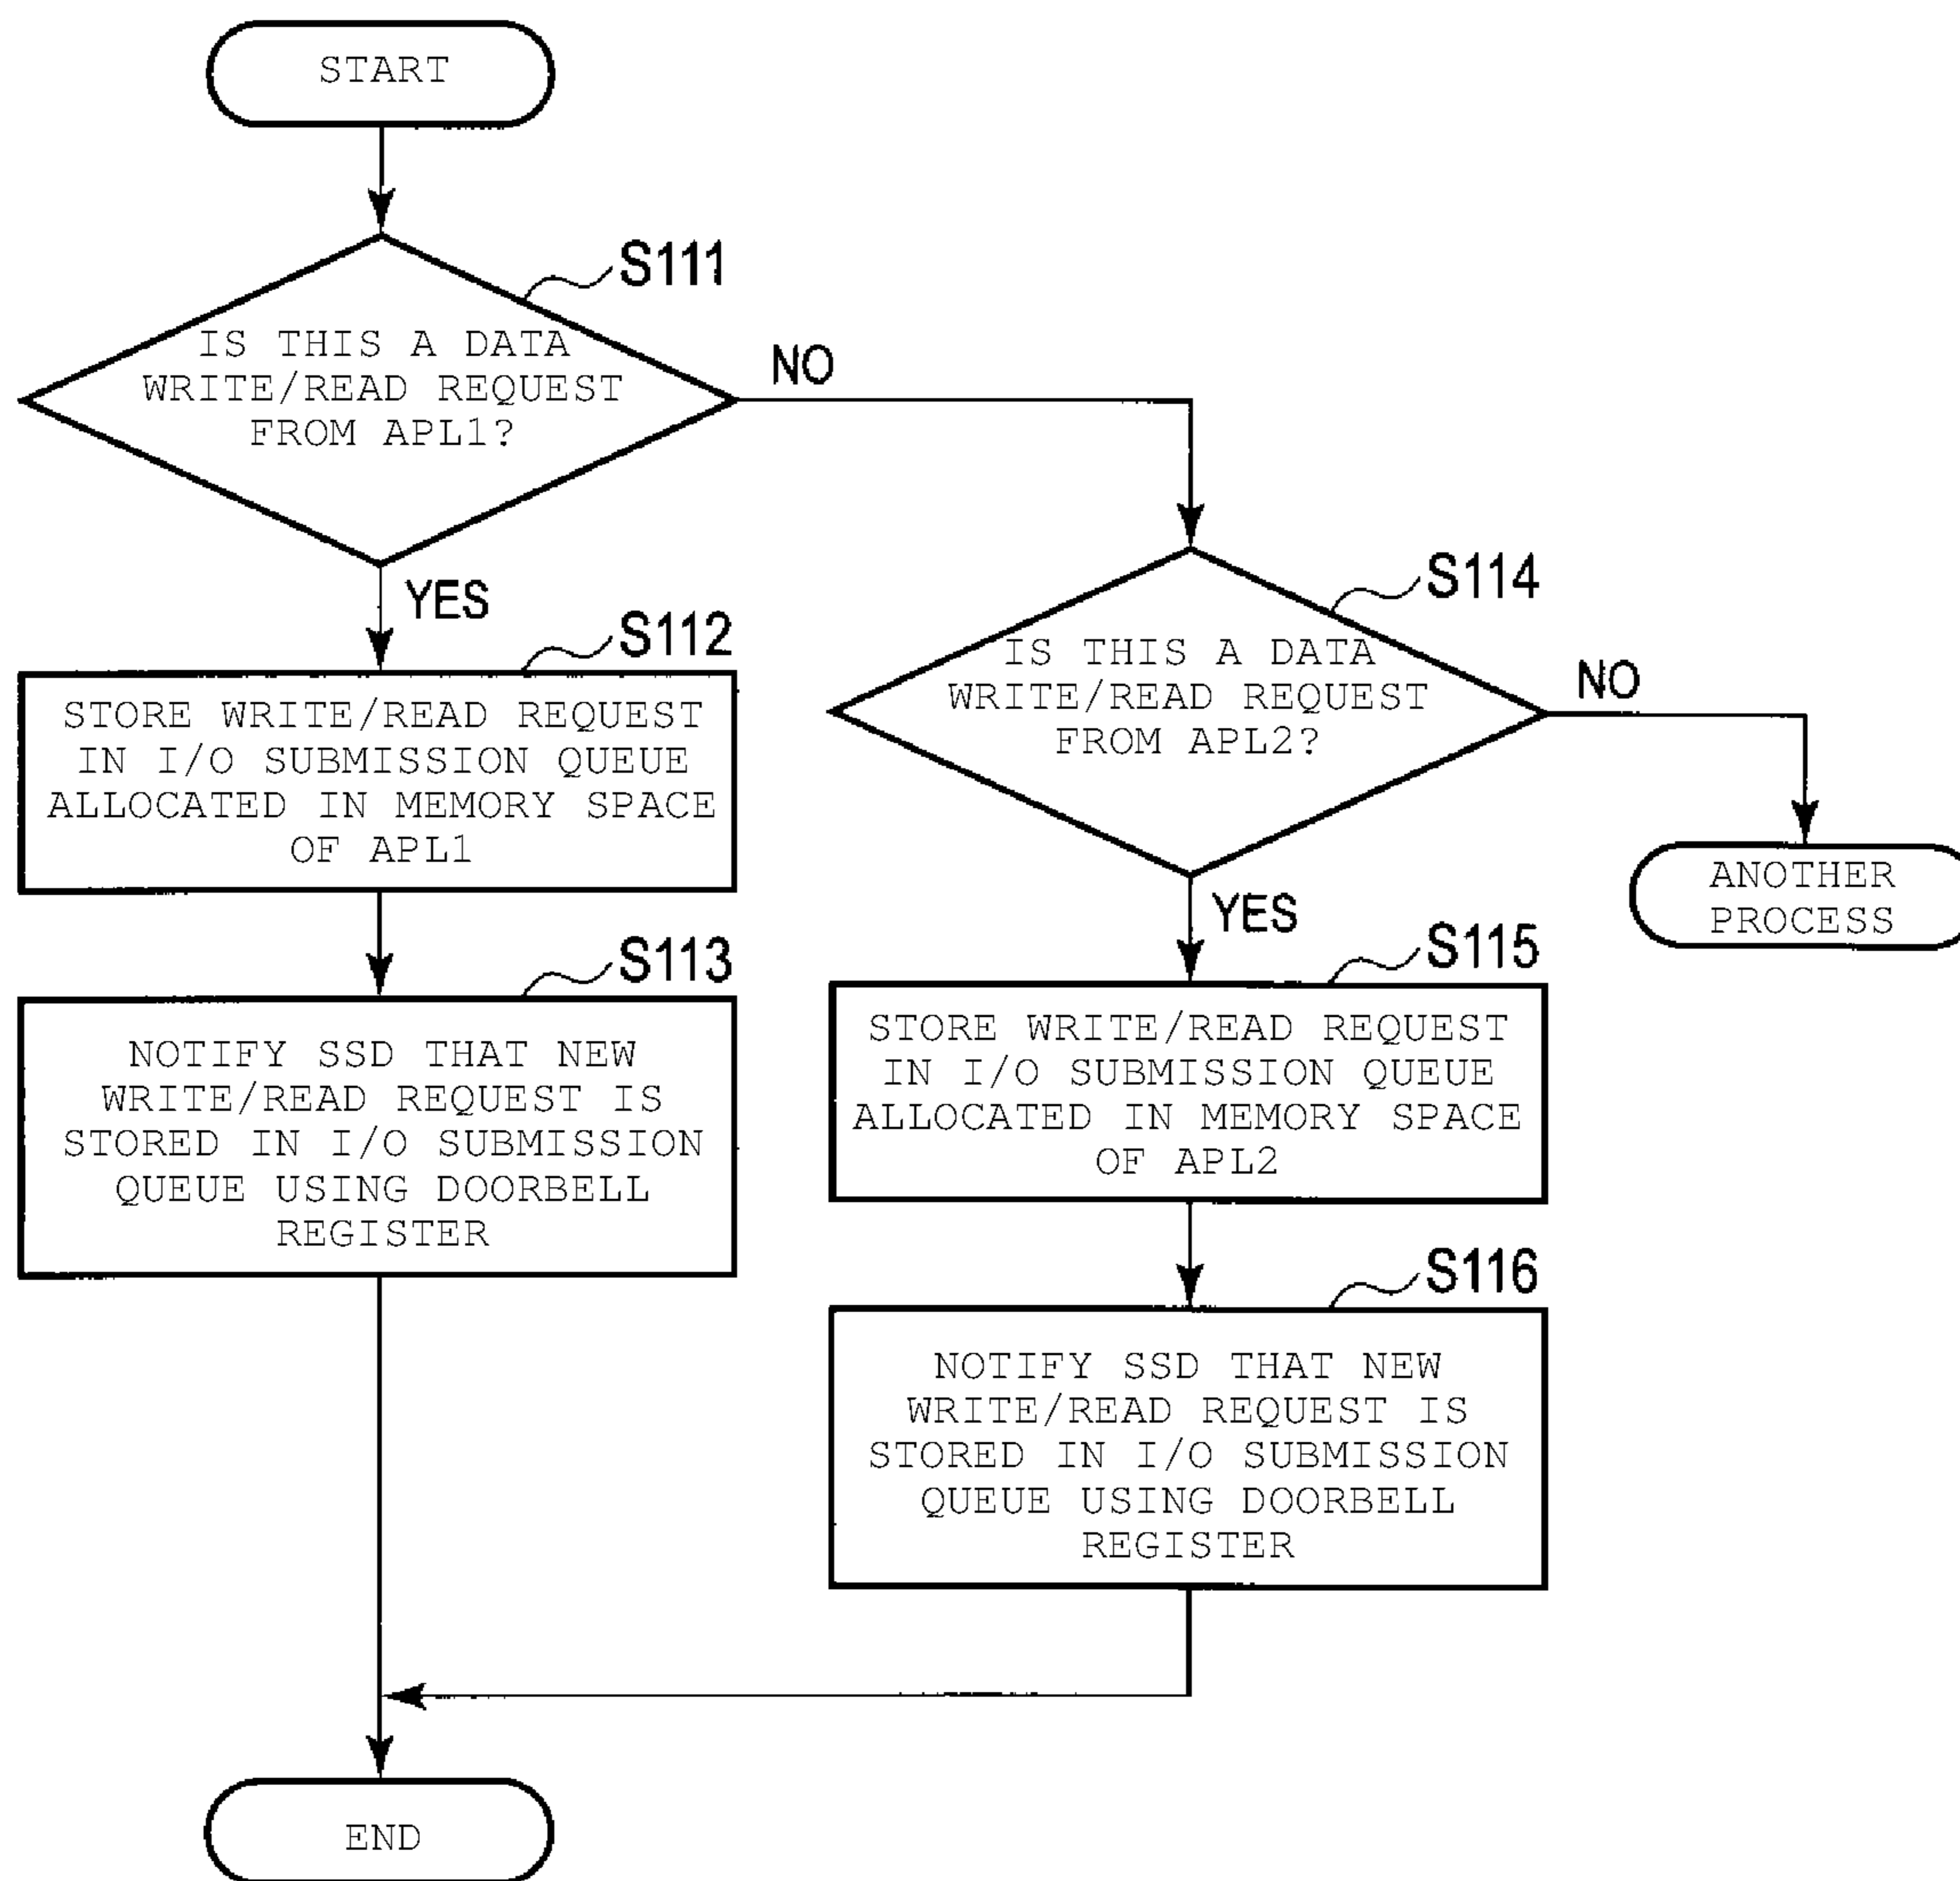 START
S111
IS THIS A DATA
WRITE/READ REQUEST
FROM APL1?
NO
YES
S112
STORE WRITE/READ REQUEST
IN I/O SUBMISSION QUEUE
ALLOCATED IN MEMORY SPACE
OF APL1
S113
NOTIFY SSD THAT NEW
WRITE/READ REQUEST IS
STORED IN I/O SUBMISSION
QUEUE USING DOORBELL
REGISTER
S114
IS THIS A DATA
WRITE/READ REQUEST
FROM APL2?
NO
ANOTHER
PROCESS
YES
S115
STORE WRITE/READ REQUEST
IN I/O SUBMISSION QUEUE
ALLOCATED IN MEMORY SPACE
OF APL2
S116
NOTIFY SSD THAT NEW
WRITE/READ REQUEST IS
STORED IN I/O SUBMISSION
QUEUE USING DOORBELL
REGISTER
END